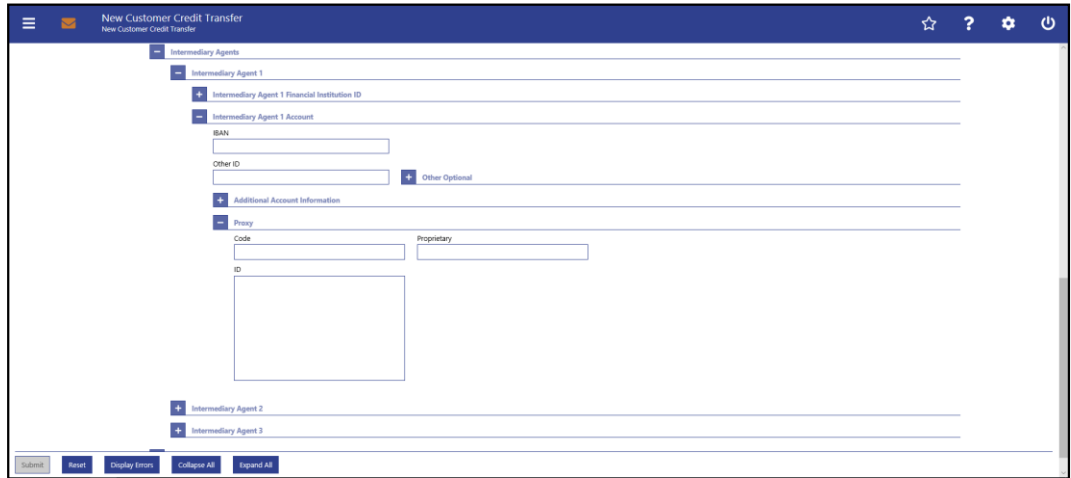 New Customer Credit Transfer
New Customer Credit Transfer
Intermediary Agents
Intermediary Agent 1
Intermediary Agent 1 Financial Institution ID
Intermediary Agent 1 Account
IBAN
Other ID
Other Optional
Additional Account Information
Proxy
Code Proprietary
ID
Intermediary Agent 2
Intermediary Agent 3
Submit Reset Display Errors Collapse All Expand All